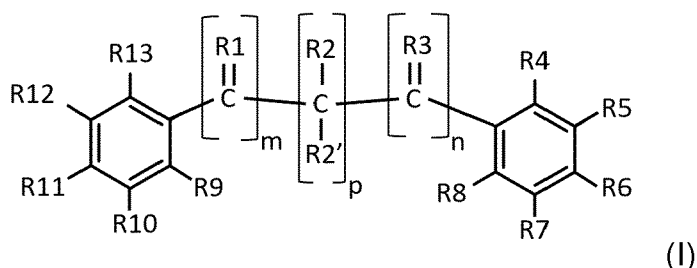 R1 R2 R3
R13 R4
R12 C C C R5
m n
R2'
R11 R9 p R8 R6
R10 R7
(I)